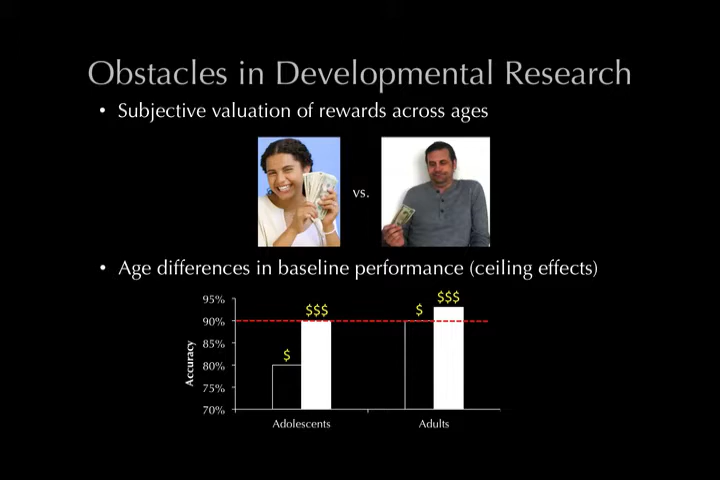 Obstacles in Developmental Research
• Subjective valuation of rewards across ages
vs.
• Age differences in baseline performance (ceiling effects)
Accuracy
95%
90%
85%
80%
75%
70%
$
$$$
$
$$$
Adolescents
Adults